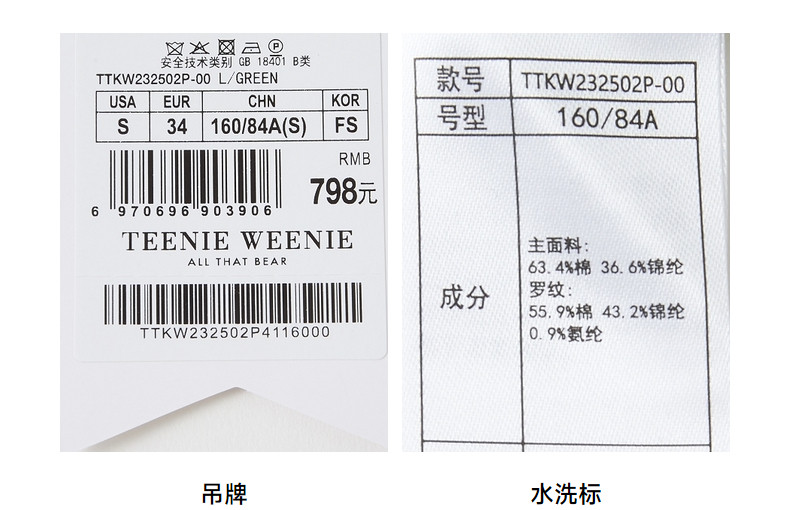 安全技术类别 GB 18401 B类
TTKW232502P-00 L/GREEN
USA EUR CHN KOR
S 34 160/84A(S) FS
RMB
798元
6 970696 903906
TEENIE WEENIE
ALL THAT BEAR
TTKW232502P4116000
吊牌
款号 TTKW232502P-00
号型 160/84A
成分
主面料:
63.4%棉 36.6%锦纶
罗纹:
55.9%棉 43.2%锦纶
0.9%氨纶
水洗标